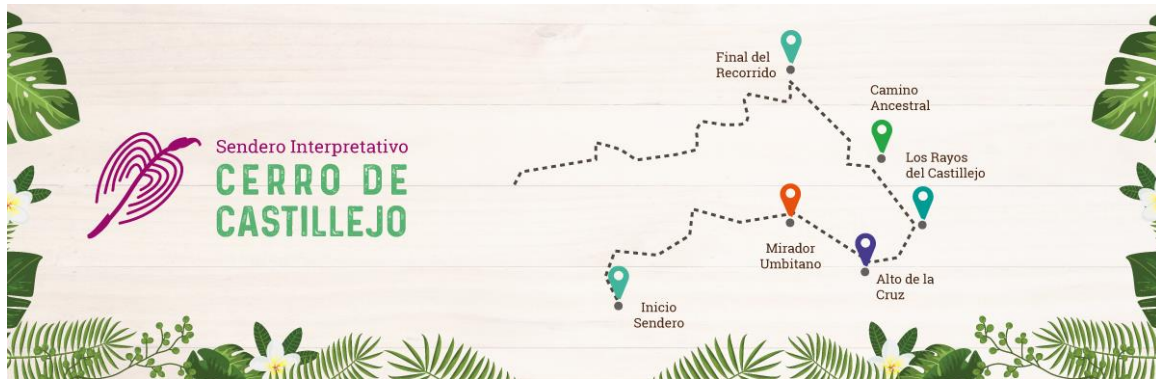 Sendero Interpretativo
CERRO DE
CASTILLEJO
Final del
Recorrido
Camino
Ancestral
Los Rayos
del Castillejo
Mirador
Umbitano
Alto de la
Cruz
Inicio
Sendero